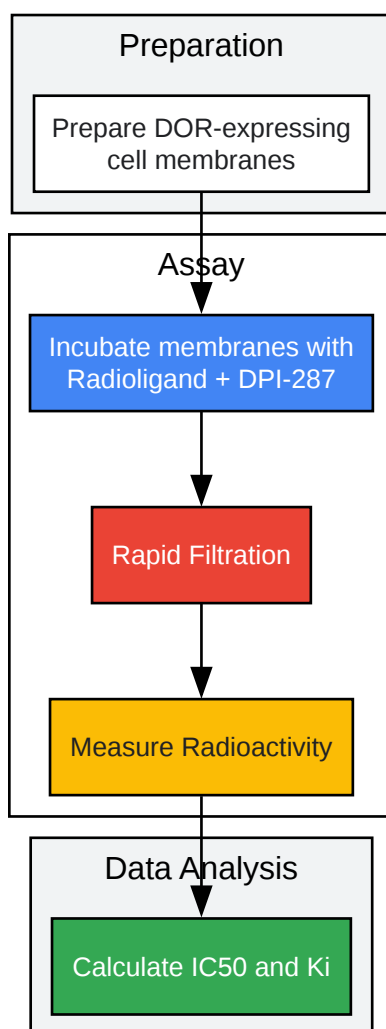 Preparation
Prepare DOR-expressing
cell membranes
Assay
Incubate membranes with
Radioligand + DPI-287
Rapid Filtration
Measure Radioactivity
Data Analysis
Calculate IC50 and Ki